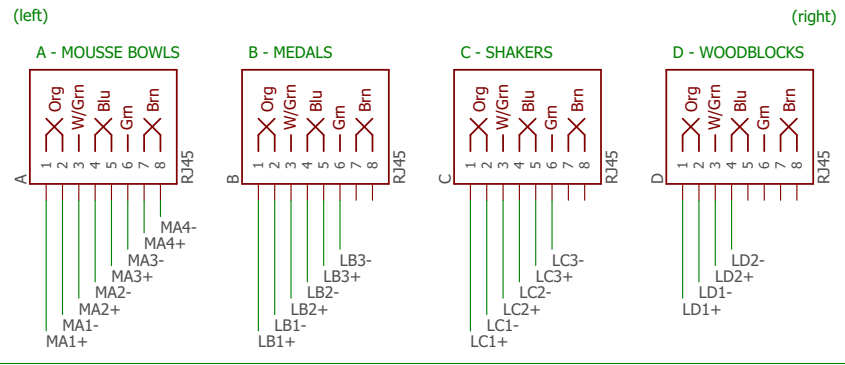 (left)
(right)
A - MOUSSE BOWLS
B - MEDALS
C - SHAKERS
D - WOODBLOCKS
Org W/Grn Blu Grn Brn
Org W/Grn Blu Grn Brn
Org W/Grn Blu Grn Brn
Org W/Grn Blu Grn Brn
1 2 3 4 5 6 7 8
1 2 3 4 5 6 7 8
1 2 3 4 5 6 7 8
1 2 3 4 5 6 7 8
A
RJ45
B
RJ45
C
RJ45
D
RJ45
MA4-
MA4+
MA3-
MA3+
MA2-
MA2+
MA1-
MA1+
LB3-
LB3+
LB2-
LB2+
LB1-
LB1+
LC3-
LC3+
LC2-
LC2+
LC1-
LC1+
LD2-
LD2+
LD1-
LD1+